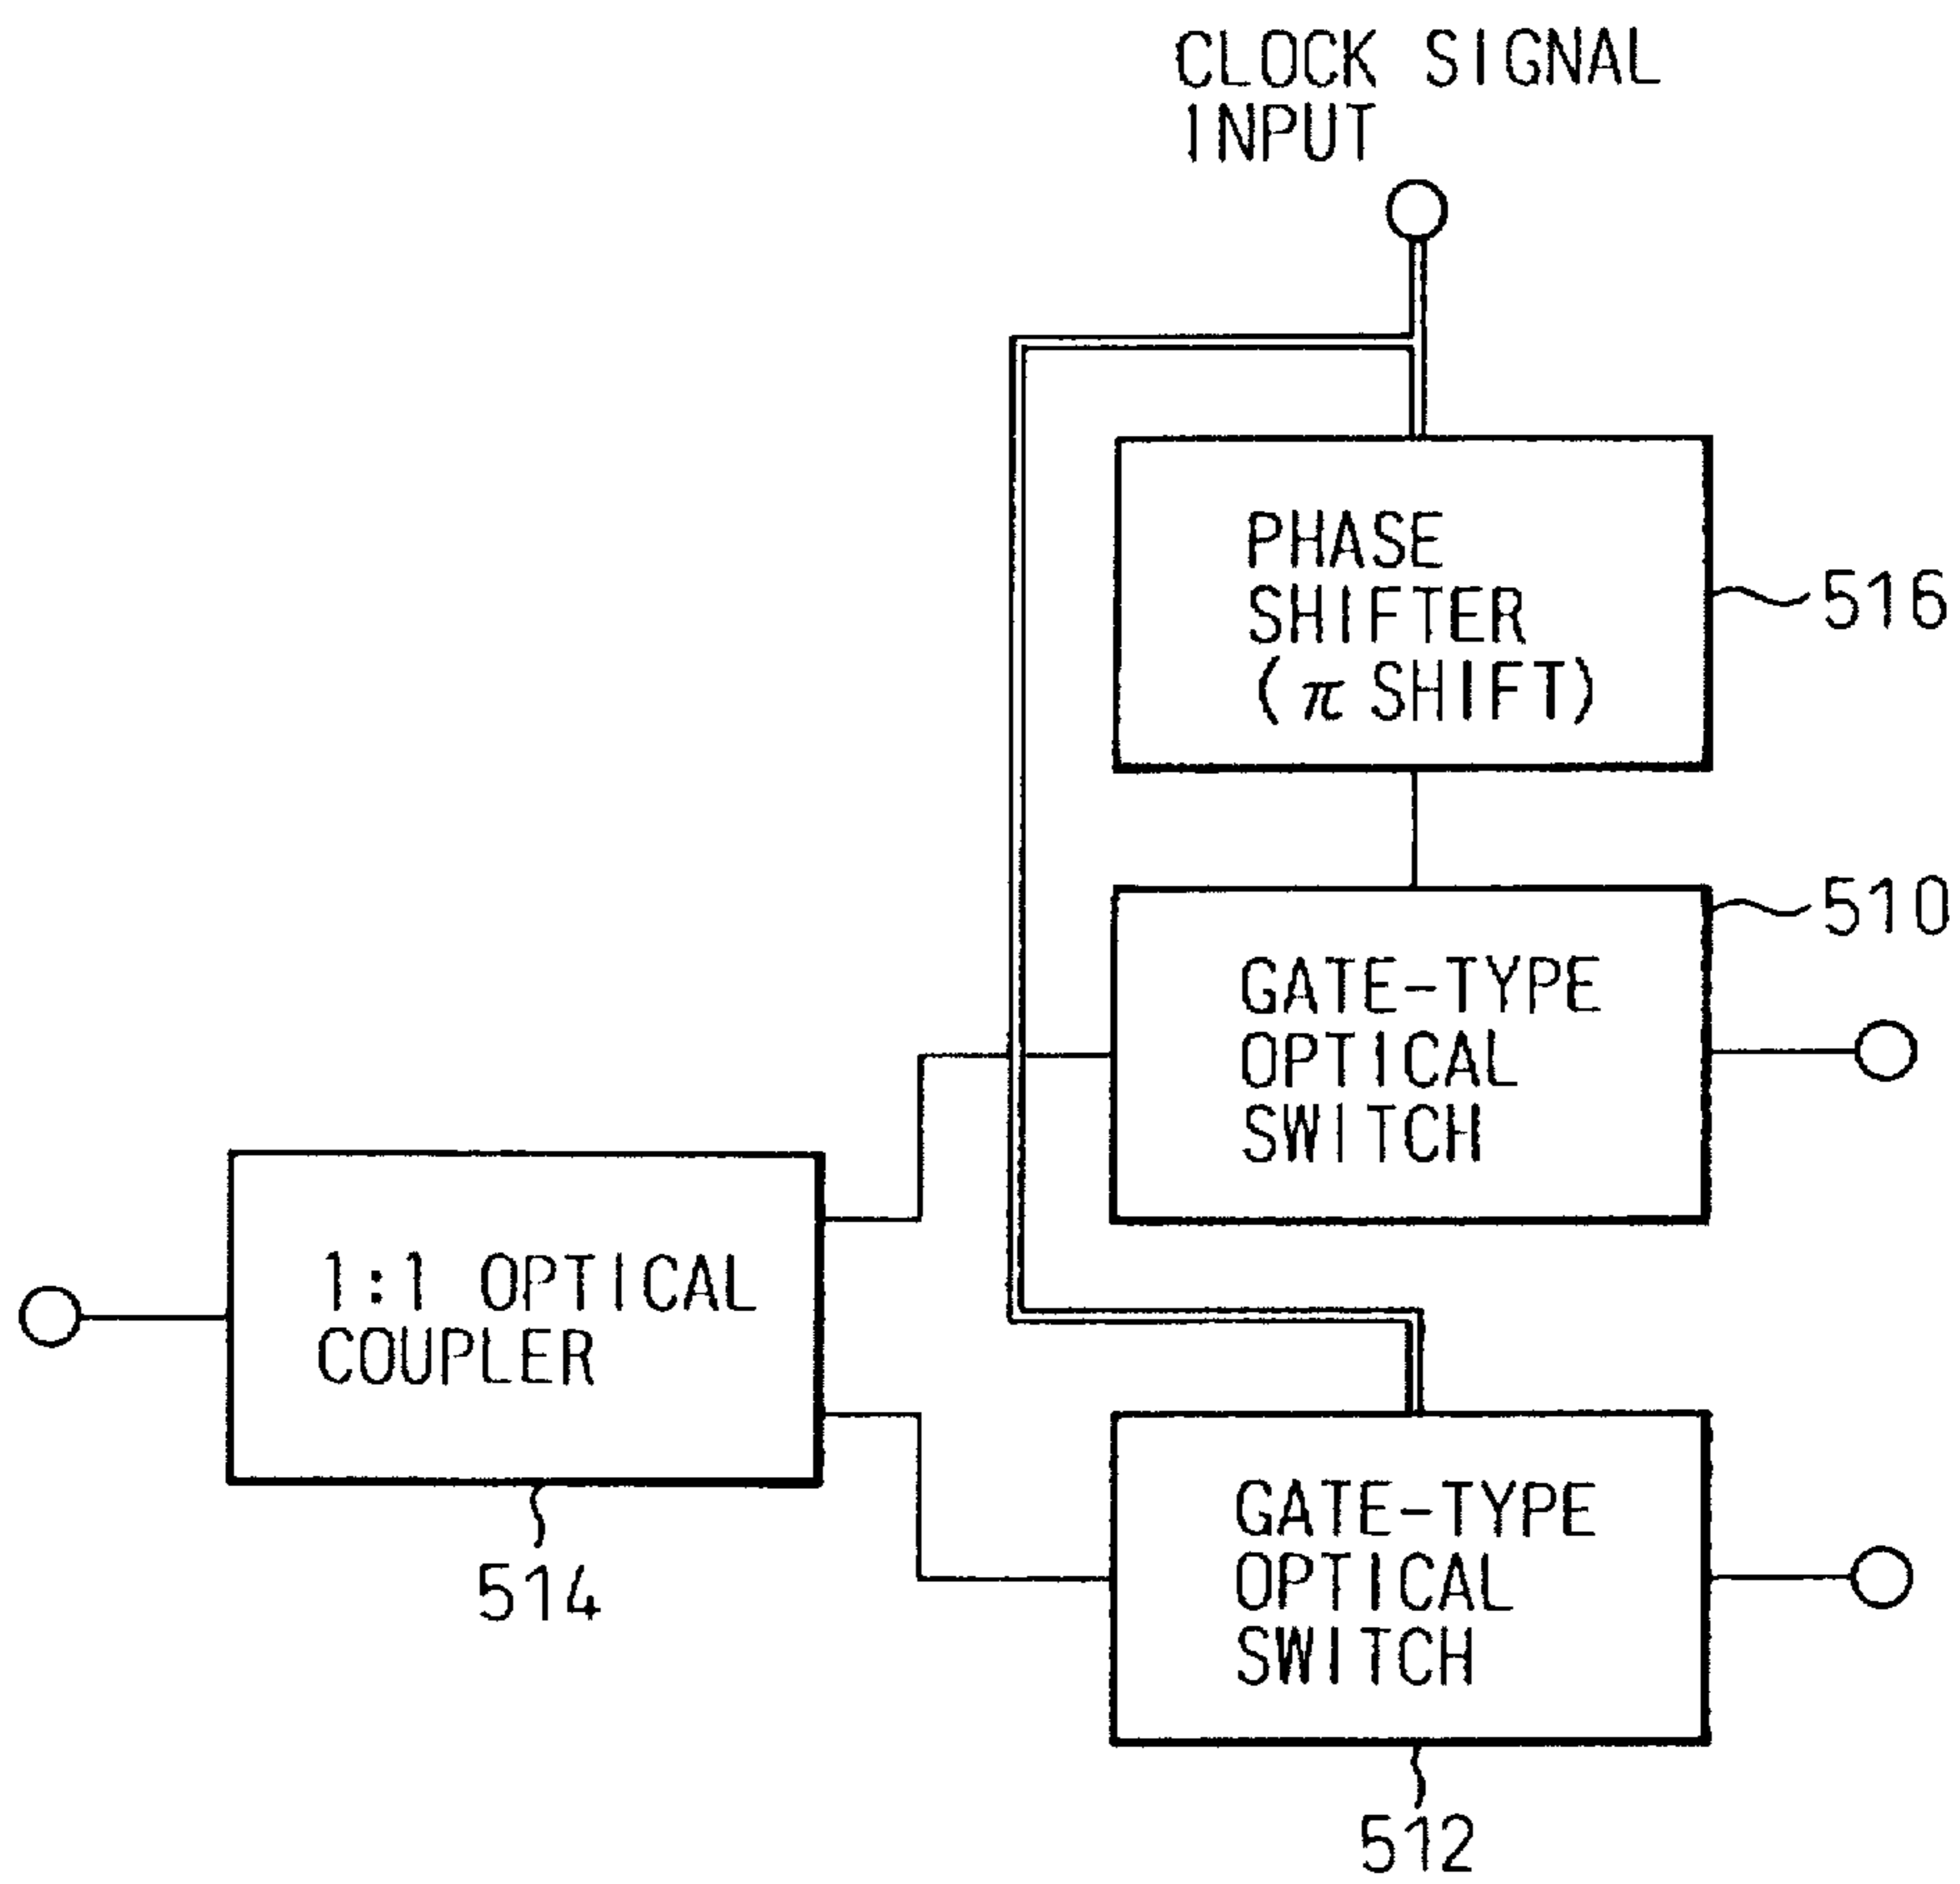 CLOCK SIGNAL
INPUT
PHASE
SHIFTER
(π SHIFT)
516
510
GATE-TYPE
OPTICAL
SWITCH
1:1 OPTICAL
COUPLER
514
GATE-TYPE
OPTICAL
SWITCH
512